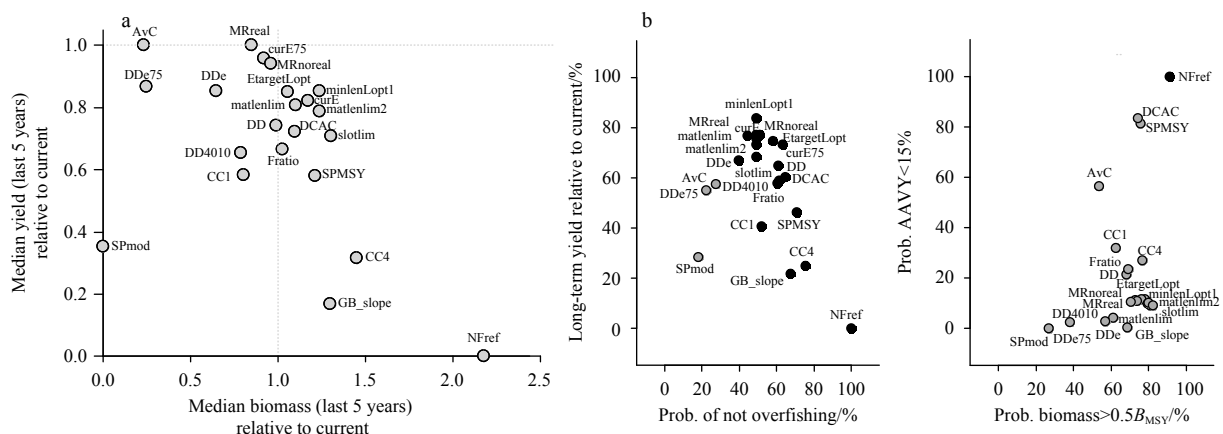 a
AvC
MRreal
curE75
MRnoreal
DDe75
DDe
EtargetLopt
minlenLopt1
matlenlim
curE
matlenlim2
DD
DCAC
slotlim
DD4010
Fratio
CC1
SPMSY
SPmod
CC4
GB_slope
NFref
1.0
0.8
0.6
0.4
0.2
0.0
0.0 0.5 1.0 1.5 2.0 2.5
Median yield (last 5 years)
relative to current
Median biomass (last 5 years)
relative to current
b
minlenLopt1
MRreal
curE
MRnoreal
matlenlim
EtargetLopt
matlenlim2
curE75
DDe
slotlim
DD
AvC
DD4010
DCAC
DDe75
Fratio
CC1
SPMSY
SPmod
CC4
GB_slope
NFref
100
80
60
40
20
0
0 20 40 60 80 100
Long-term yield relative to current/%
Prob. of not overfishing/%
NFref
DCAC
SPMSY
AvC
CC1
CC4
Fratio
DD
EtargetLopt
MRnoreal
minlenLopt1
MRreal
matlenlim2
DD4010
slotlim
matlenlim
SPmod
DDe75
DDe
GB_slope
100
80
60
40
20
0
0 20 40 60 80 100
Prob. AAVY<15%
Prob. biomass>0.5B_MSY/%